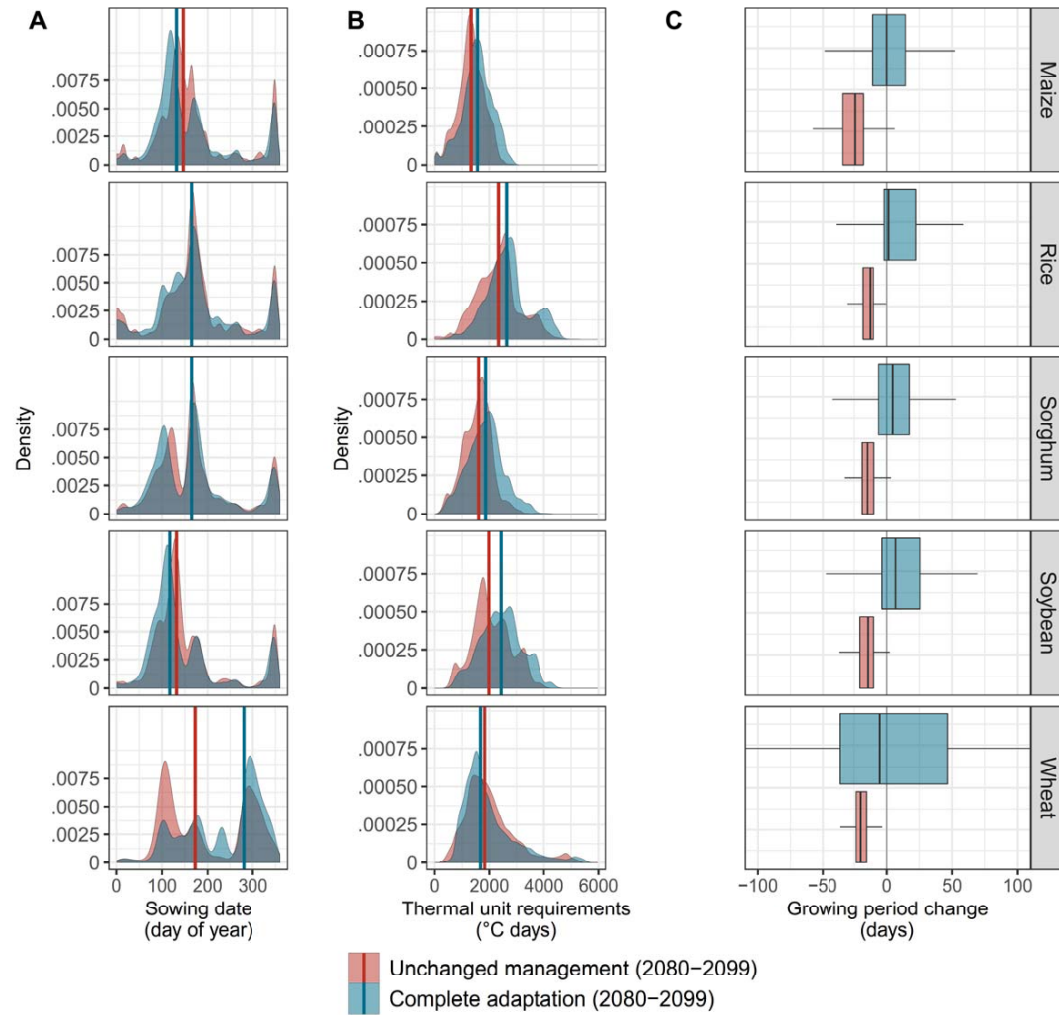 A
B
C
.0075
.0050
.0025
0
.00075
.00050
.00025
0
Maize
.0075
.0050
.0025
0
.00075
.00050
.00025
0
Rice
.0075
.0050
.0025
0
.00075
.00050
.00025
0
Sorghum
Density
Density
.0075
.0050
.0025
0
.00075
.00050
.00025
0
Soybean
.0075
.0050
.0025
0
.00075
.00050
.00025
0
Wheat
0 100 200 300
0 2000 4000 6000
−100 −50 0 50 100
Sowing date
(day of year)
Thermal unit requirements
(°C days)
Growing period change
(days)
Unchanged management (2080−2099)
Complete adaptation (2080−2099)